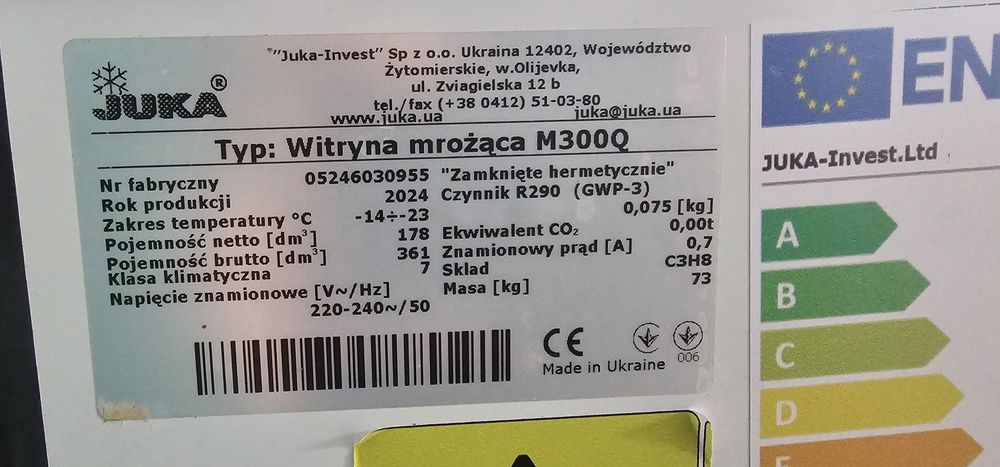 "Juka-Invest" Sp z o.o. Ukraina 12402, Województwo
Żytomierskie, w.Olijevka,
ul. Zviagielska 12 b
tel./fax (+38 0412) 51-03-80
www.juka.ua juka@juka.ua
JUKA®
Typ: Witryna mrożąca M300Q
Nr fabryczny 05246030955
Rok produkcji 2024
Zakres temperatury °C -14÷-23
Pojemność netto [dm³] 178
Pojemność brutto [dm³] 361
Klasa klimatyczna 7
Napięcie znamionowe [V~/Hz]
220-240~/50
"Zamknięte hermetycznie"
Czynnik R290 (GWP-3)
0,075 [kg]
Ekwiwalent CO₂ 0,00t
Znamionowy prąd [A] 0,7
Sklad C3H8
Masa [kg] 73
CE
006
Made in Ukraine
EN
JUKA-Invest.Ltd
A
B
C
D